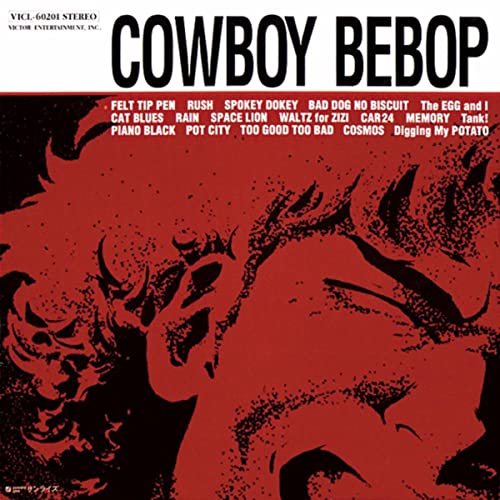 VICL-60201 STEREO
VICTOR ENTERTAINMENT, INC.
COWBOY BEBOP
FELT TIP PEN RUSH SPOKEY DOKEY BAD DOG NO BISCUIT The EGG and I
CAT BLUES RAIN SPACE LION WALTZ for ZIZI CAR24 MEMORY Tank!
PIANO BLACK POT CITY TOO GOOD TOO BAD COSMOS Digging My POTATO
サンライズ